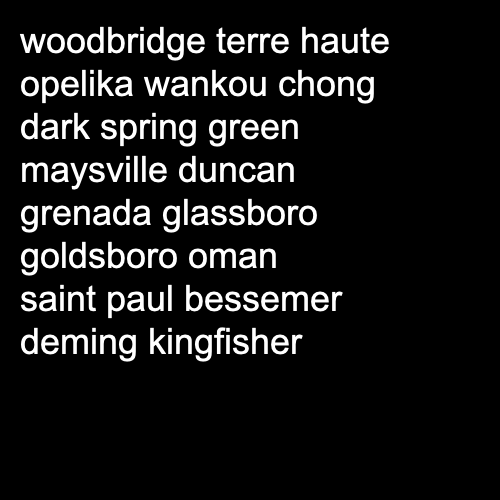 woodbridge terre haute
opelika wankou chong
dark spring green
maysville duncan
grenada glassboro
goldsboro oman
saint paul bessemer
deming kingfisher